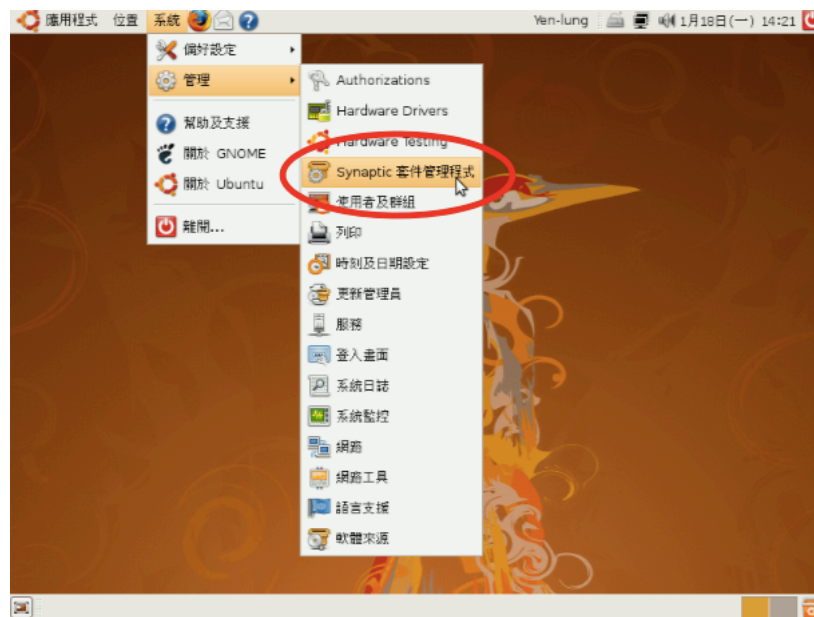 應用程式 位置 系統 Yen-lung 1月18日(一) 14:21
偏好設定
管理
幫助及支援
關於 GNOME
關於 Ubuntu
離開...
Authorizations
Hardware Drivers
Hardware Testing
Synaptic 套件管理程式
使用者及群組
列印
時刻及日期設定
更新管理員
服務
登入畫面
系統日誌
系統監控
網路
網路工具
語言支援
軟體來源